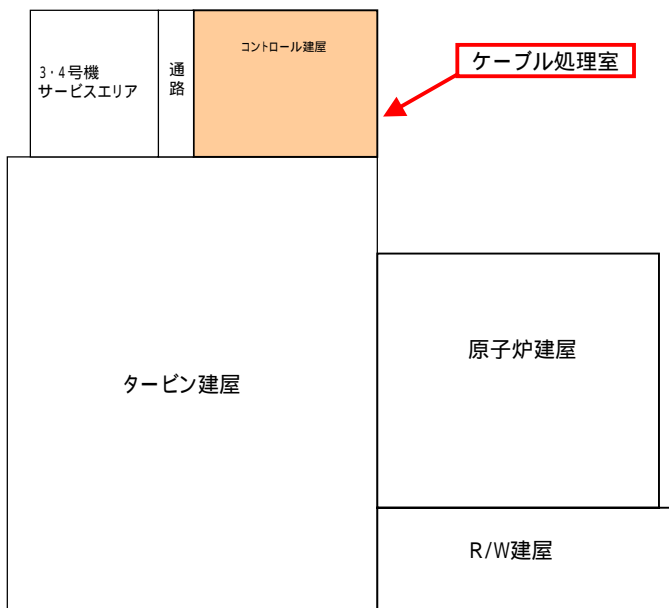 コントロール建屋
3・4号機
サービスエリア
通路
ケーブル処理室
原子炉建屋
タービン建屋
R/W建屋